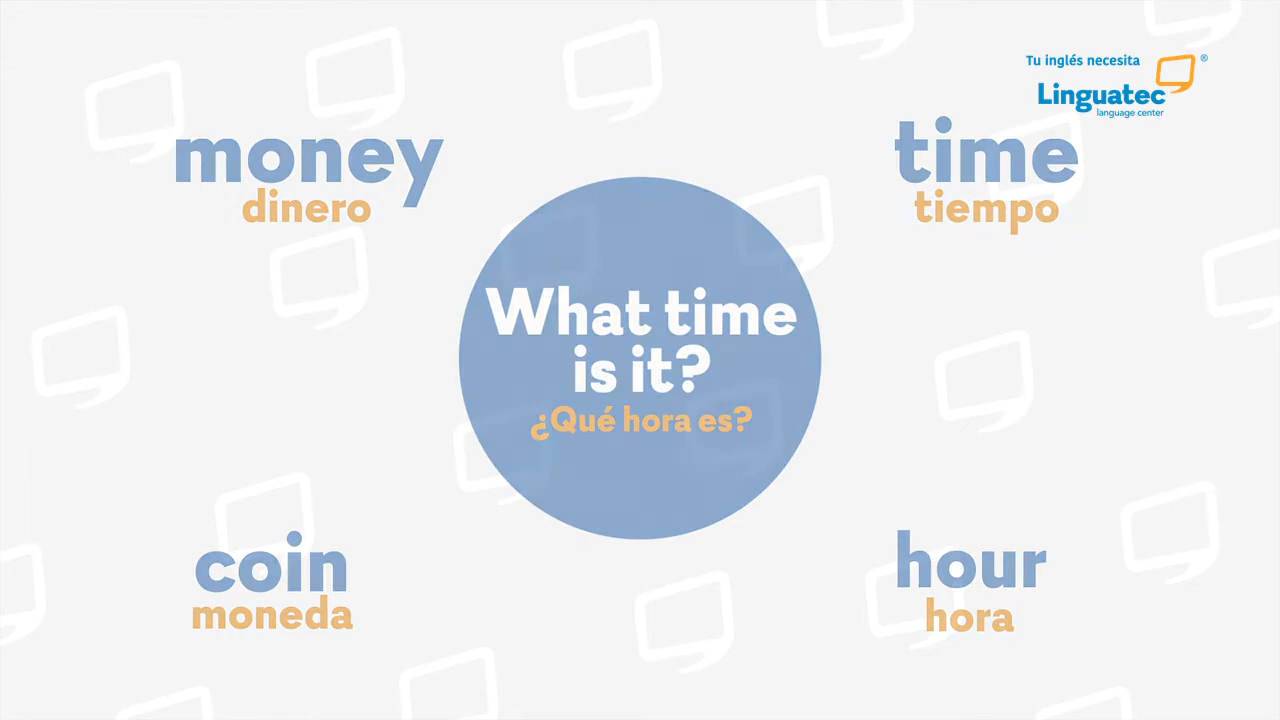 Tu inglés necesita
Linguatec®
language center
money
dinero
time
tiempo
What time
is it?
¿Qué hora es?
coin
moneda
hour
hora